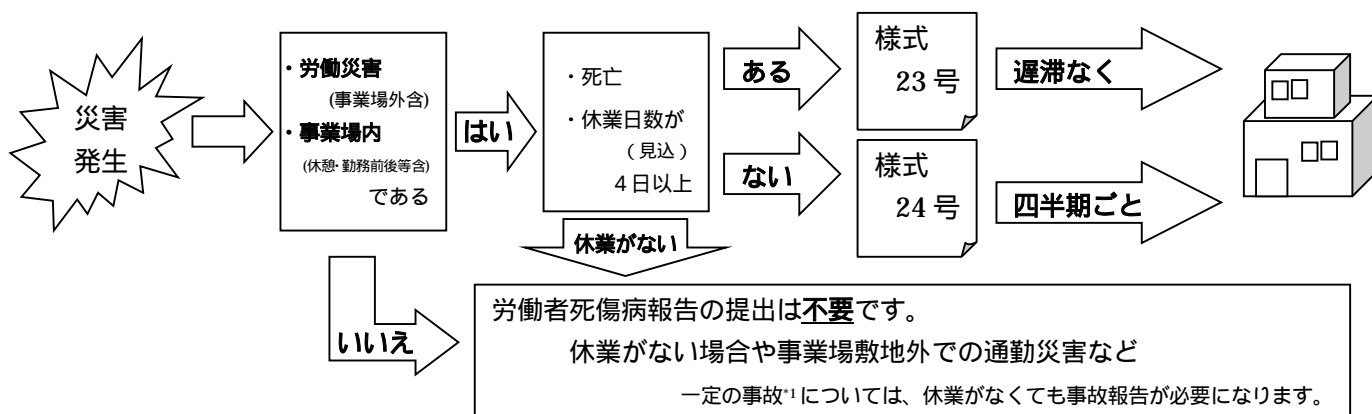 災害
発生
・労働災害
(事業場外含)
・事業場内
(休憩・勤務前後等含)
である
はい
・死亡
・休業日数が
（見込）
４日以上
ある
様式
23 号
遅滞なく
ない
様式
24 号
四半期ごと
休業がない
いいえ
労働者死傷病報告の提出は不要です。
休業がない場合や事業場敷地外での通勤災害など
一定の事故*1については、休業がなくても事故報告が必要になります。